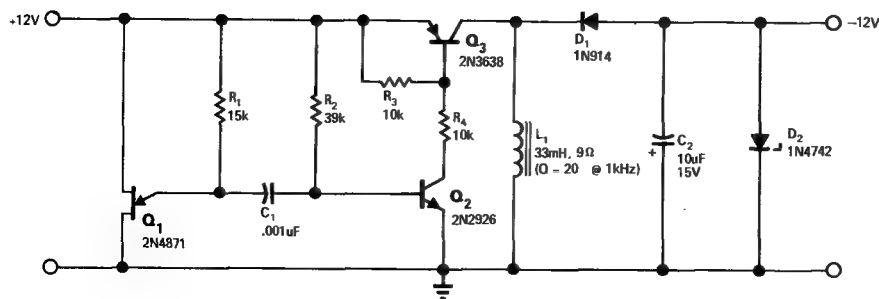 +12V
−12V
Q3
2N3638
D1
1N914
R1
15k
R2
39k
R3
10k
R4
10k
L1
33mH, 9Ω
(Q – 20 @ 1kHz)
C2
10uF
15V
+
D2
1N4742
Q1
2N4871
C1
.001uF
Q2
2N2926